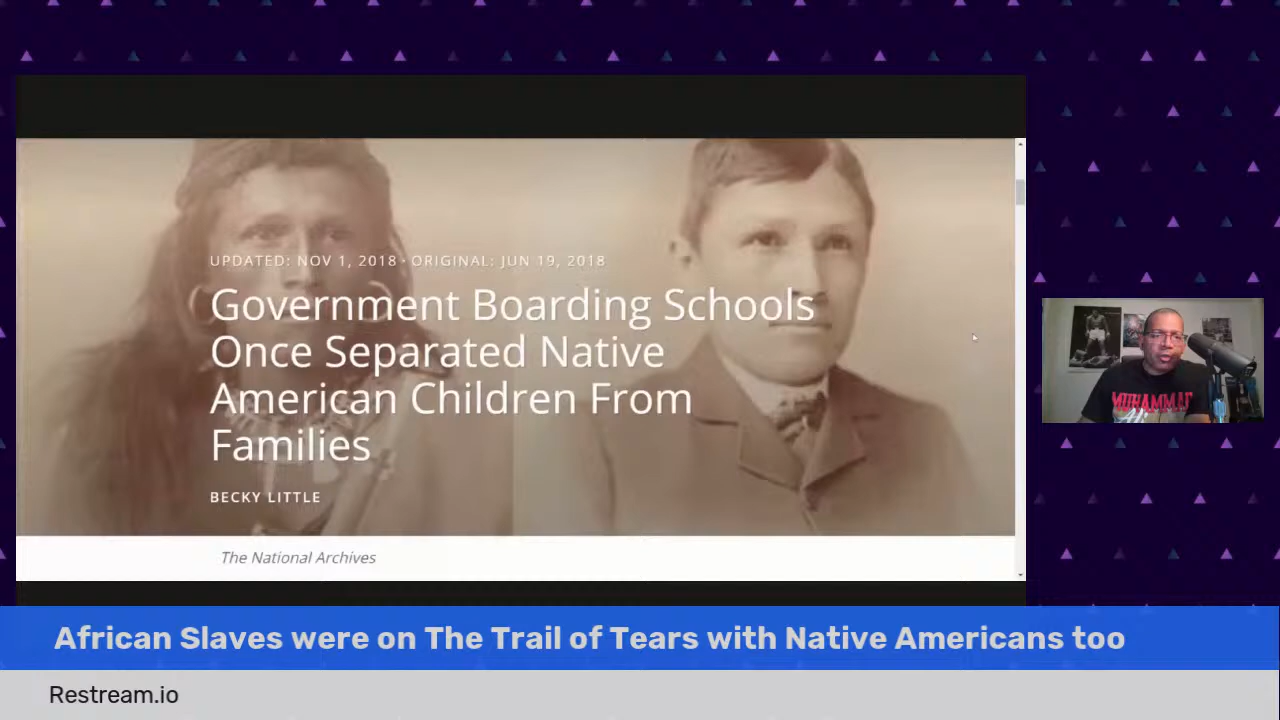 UPDATED: NOV 1, 2018 · ORIGINAL: JUN 19, 2018
Government Boarding Schools
Once Separated Native
American Children From
Families
BECKY LITTLE
The National Archives
MUHAMMAD
African Slaves were on The Trail of Tears with Native Americans too
Restream.io